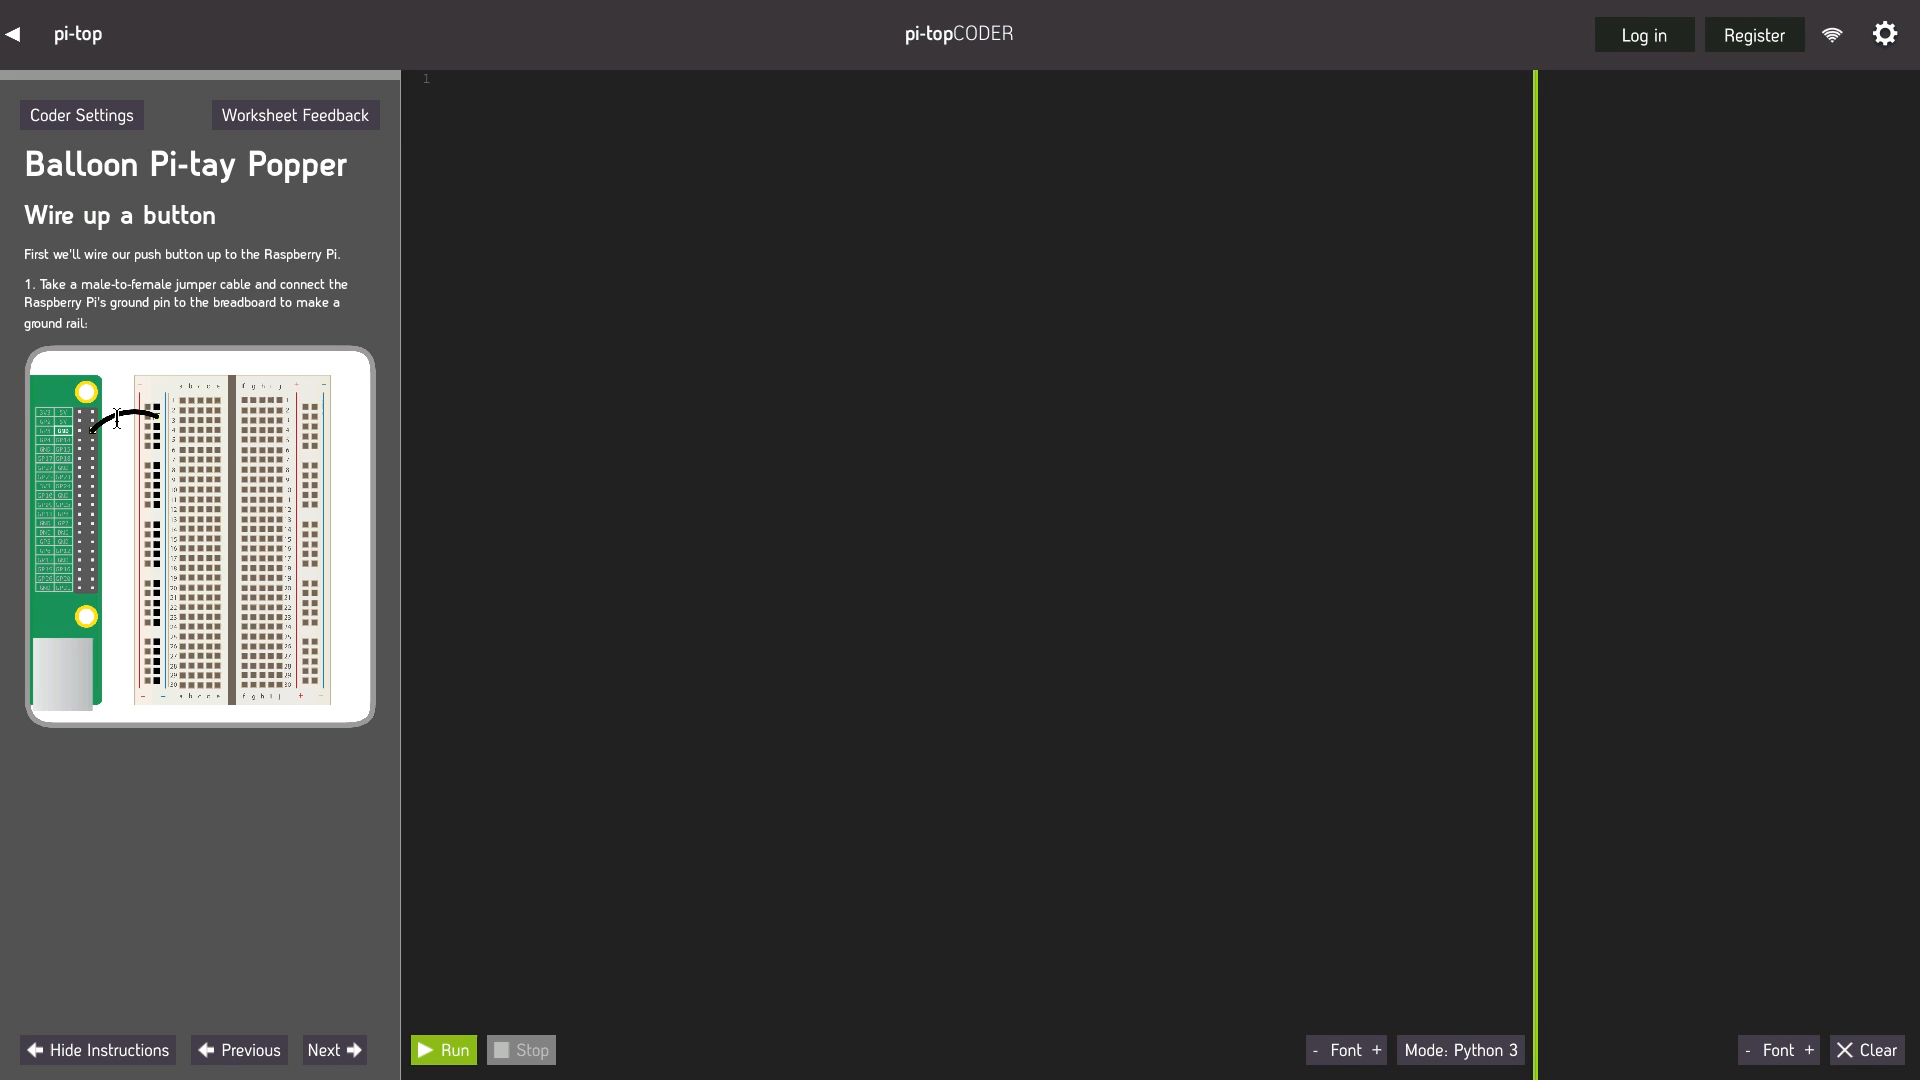 pi-top
pi-topCODER
Log in
Register
1
Coder Settings
Worksheet Feedback
Balloon Pi-tay Popper
Wire up a button
First we'll wire our push button up to the Raspberry Pi.
1. Take a male-to-female jumper cable and connect the
Raspberry Pi's ground pin to the breadboard to make a
ground rail:
Hide Instructions
Previous
Next
Run
Stop
- Font +
Mode: Python 3
- Font +
Clear